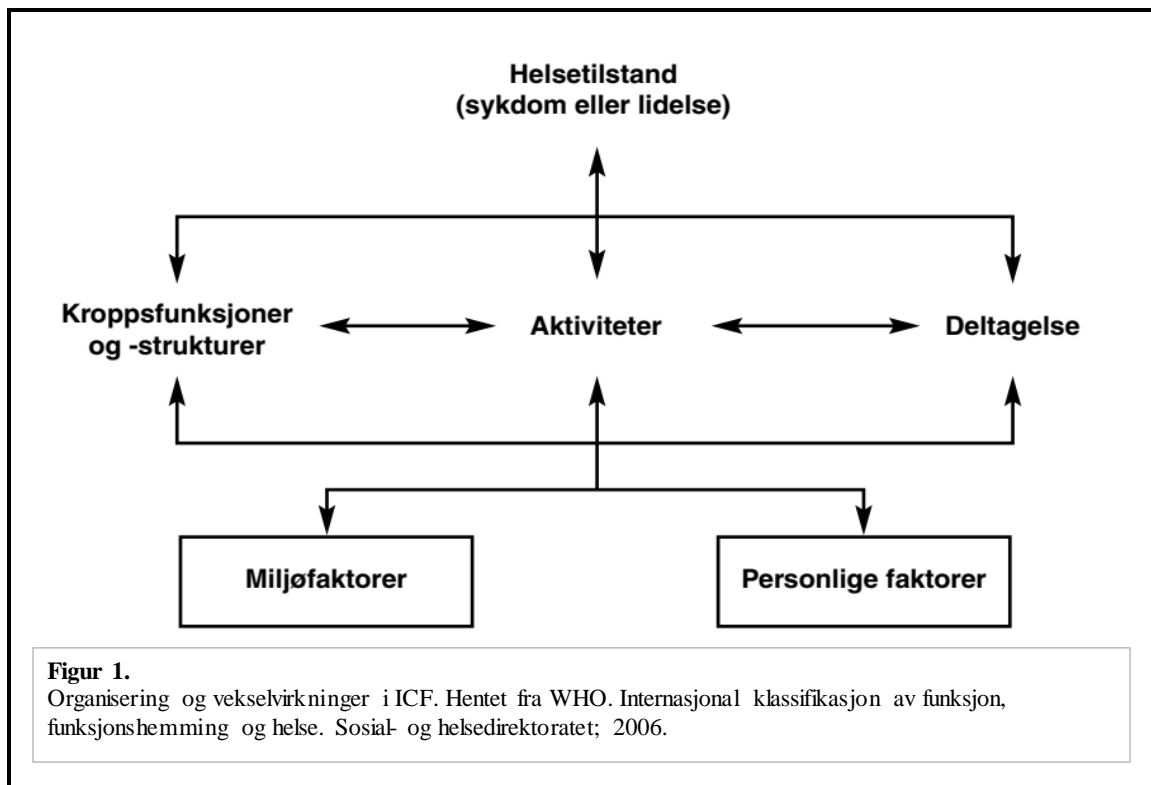 Helsetilstand
(sykdom eller lidelse)
Kroppsfunksjoner
og -strukturer
Aktiviteter
Deltagelse
Miljøfaktorer
Personlige faktorer
Figur 1.
Organisering og vekselvirkninger i ICF. Hentet fra WHO. Internasjonal klassifikasjon av funksjon,
funksjonshemming og helse. Sosial- og helsedirektoratet; 2006.